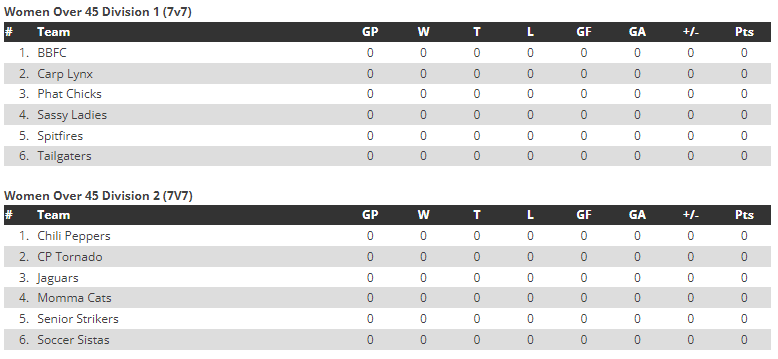 Women Over 45 Division 1 (7v7)
# Team GP W T L GF GA +/- Pts
1. BBFC 0 0 0 0 0 0 0 0
2. Carp Lynx 0 0 0 0 0 0 0 0
3. Phat Chicks 0 0 0 0 0 0 0 0
4. Sassy Ladies 0 0 0 0 0 0 0 0
5. Spitfires 0 0 0 0 0 0 0 0
6. Tailgaters 0 0 0 0 0 0 0 0
Women Over 45 Division 2 (7V7)
# Team GP W T L GF GA +/- Pts
1. Chili Peppers 0 0 0 0 0 0 0 0
2. CP Tornado 0 0 0 0 0 0 0 0
3. Jaguars 0 0 0 0 0 0 0 0
4. Momma Cats 0 0 0 0 0 0 0 0
5. Senior Strikers 0 0 0 0 0 0 0 0
6. Soccer Sistas 0 0 0 0 0 0 0 0